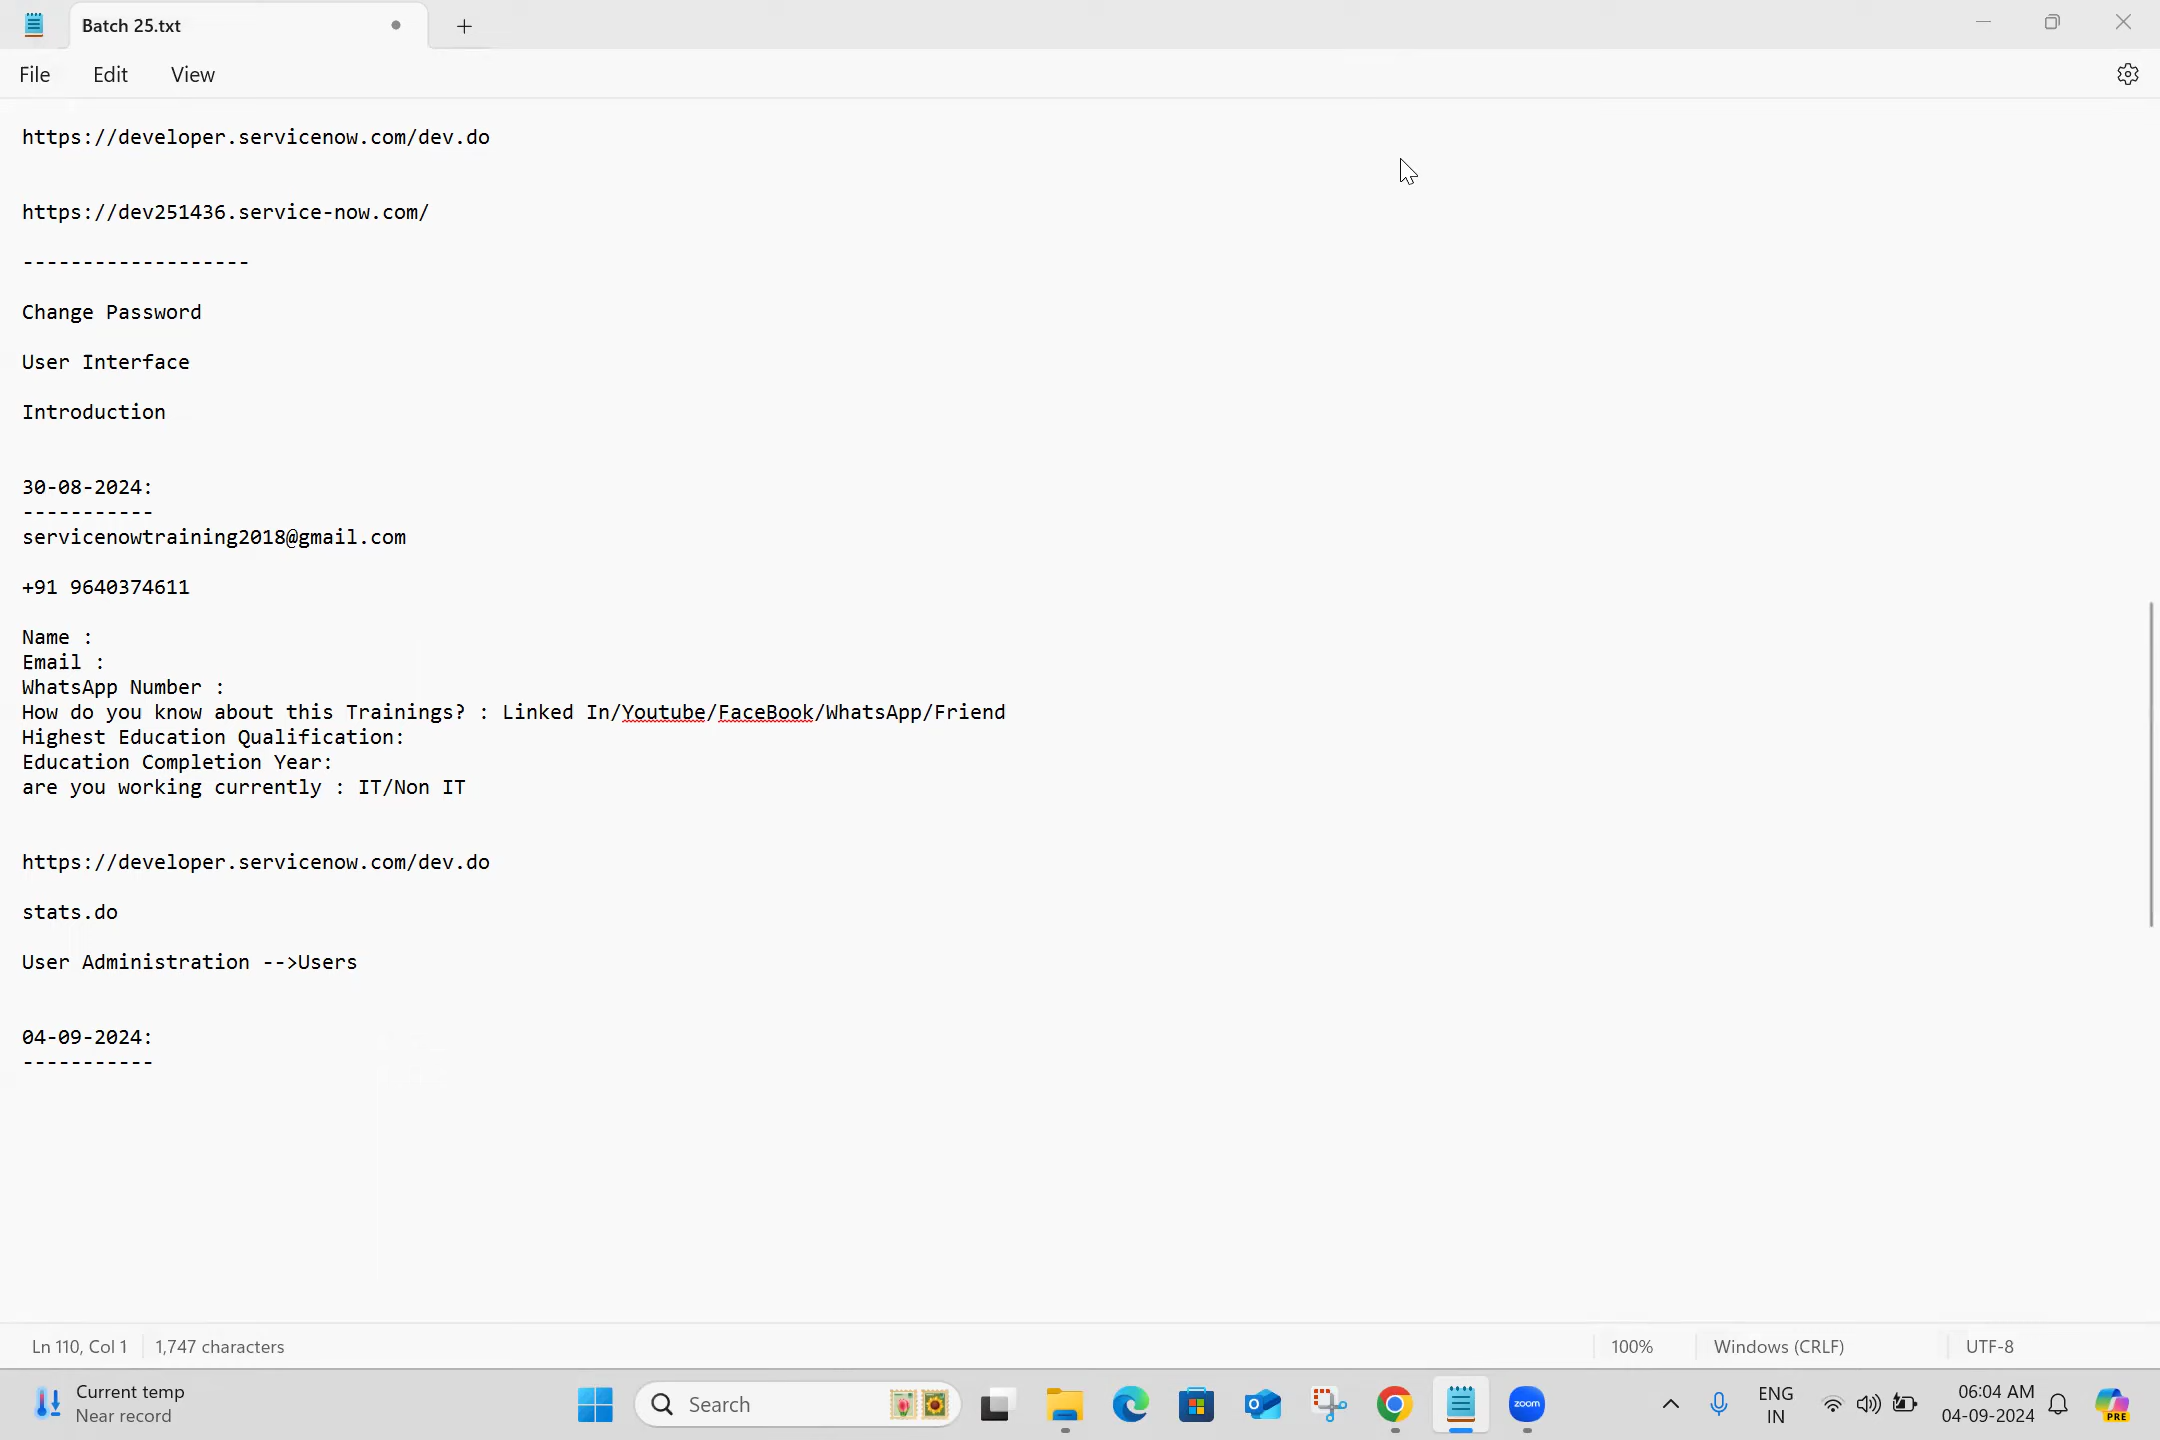 Batch 25.txt
File Edit View
https://developer.servicenow.com/dev.do
https://dev251436.service-now.com/
-------------------
Change Password
User Interface
Introduction
30-08-2024:
-----------
servicenowtraining2018@gmail.com
+91 9640374611
Name :
Email :
WhatsApp Number :
How do you know about this Trainings? : Linked In/Youtube/FaceBook/WhatsApp/Friend
Highest Education Qualification:
Education Completion Year:
are you working currently : IT/Non IT
https://developer.servicenow.com/dev.do
stats.do
User Administration -->Users
04-09-2024:
-----------
Ln 110, Col 1 1,747 characters 100% Windows (CRLF) UTF-8
Current temp
Near record
Search
zoom
ENG
IN
06:04 AM
04-09-2024
PRE